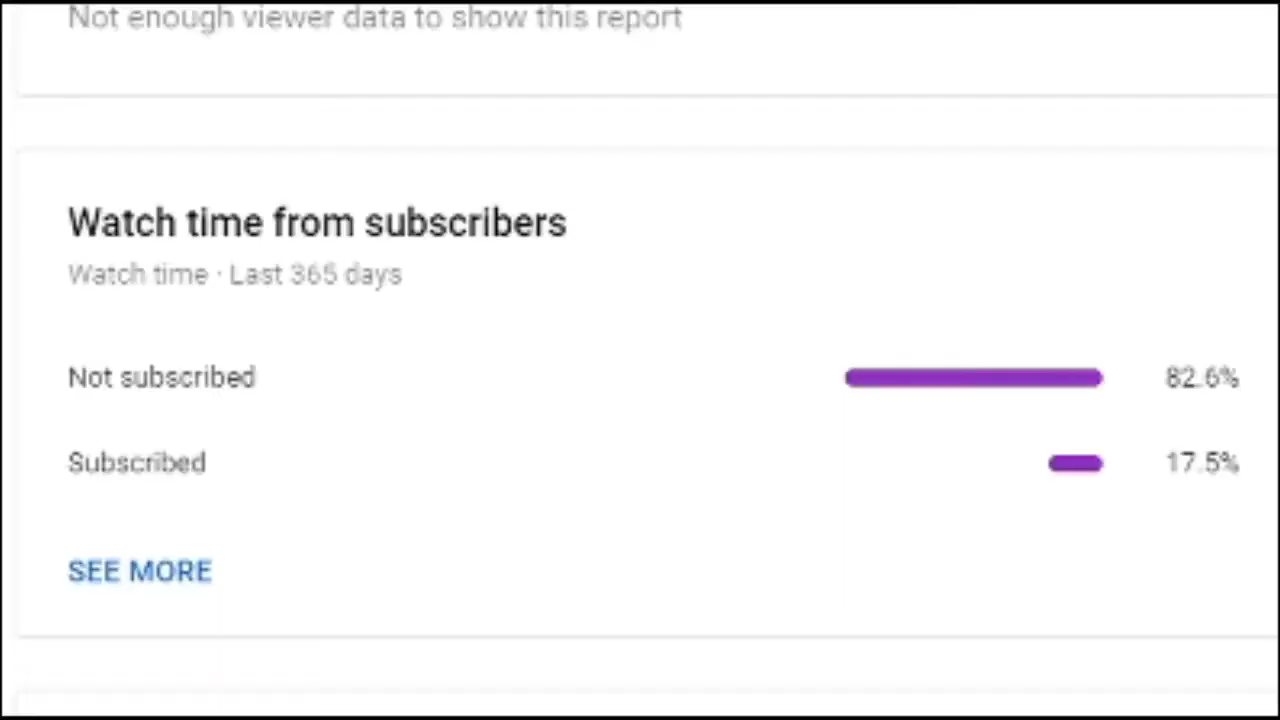 Not enough viewer data to show this report
Watch time from subscribers
Watch time · Last 365 days
Not subscribed 82.6%
Subscribed 17.5%
SEE MORE